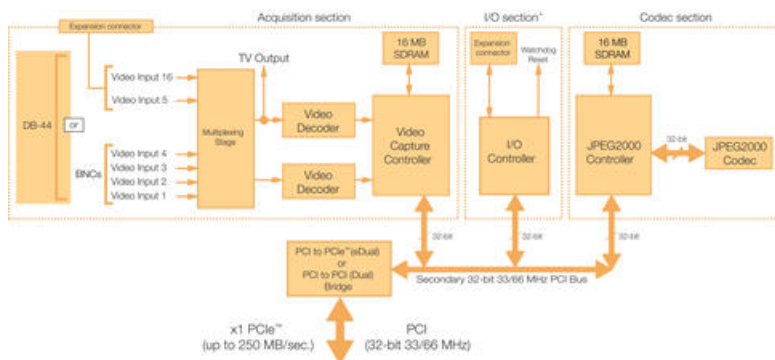 Acquisition section
I/O section*
Codec section
Expansion connector
DB-44
or
BNCs
Video Input 16
Video Input 5
Video Input 4
Video Input 3
Video Input 2
Video Input 1
Multiplexing
Stage
TV Output
Video
Decoder
Video
Decoder
16 MB
SDRAM
Video
Capture
Controller
32-bit
Expansion
connector
Watchdog
Reset
I/O
Controller
32-bit
16 MB
SDRAM
JPEG2000
Controller
32-bit
JPEG2000
Codec
32-bit
PCI to PCIe™(eDual)
or
PCI to PCI (Dual)
Bridge
Secondary 32-bit 33/66 MHz PCI Bus
x1 PCIe™
(up to 250 MB/sec.)
PCI
(32-bit 33/66 MHz)